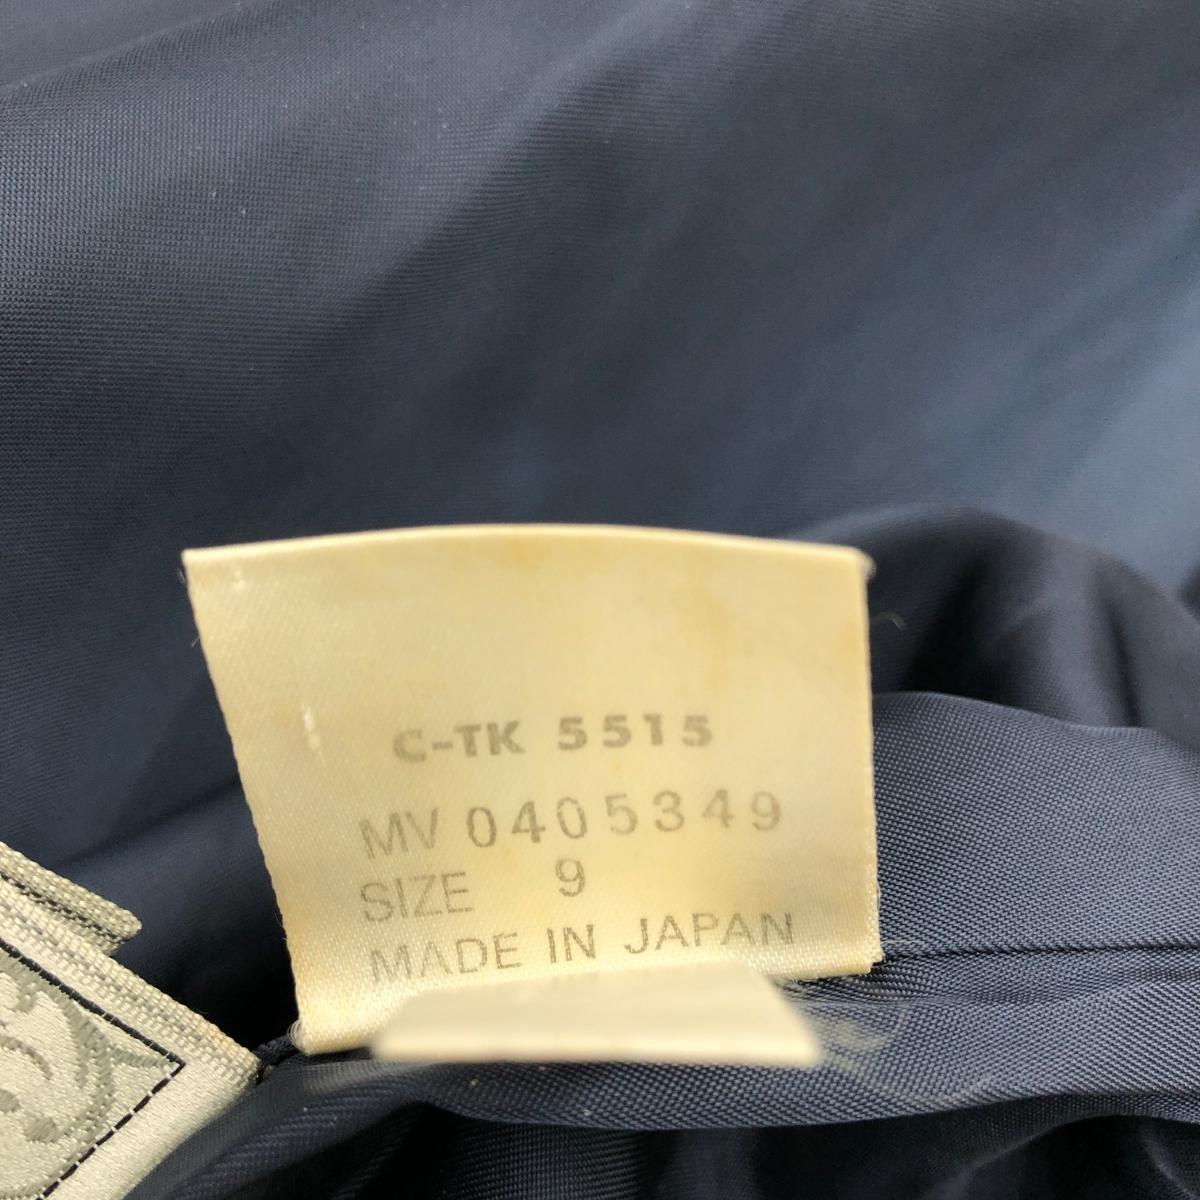 C-TK 5515
MV 0405349
SIZE 9
MADE IN JAPAN